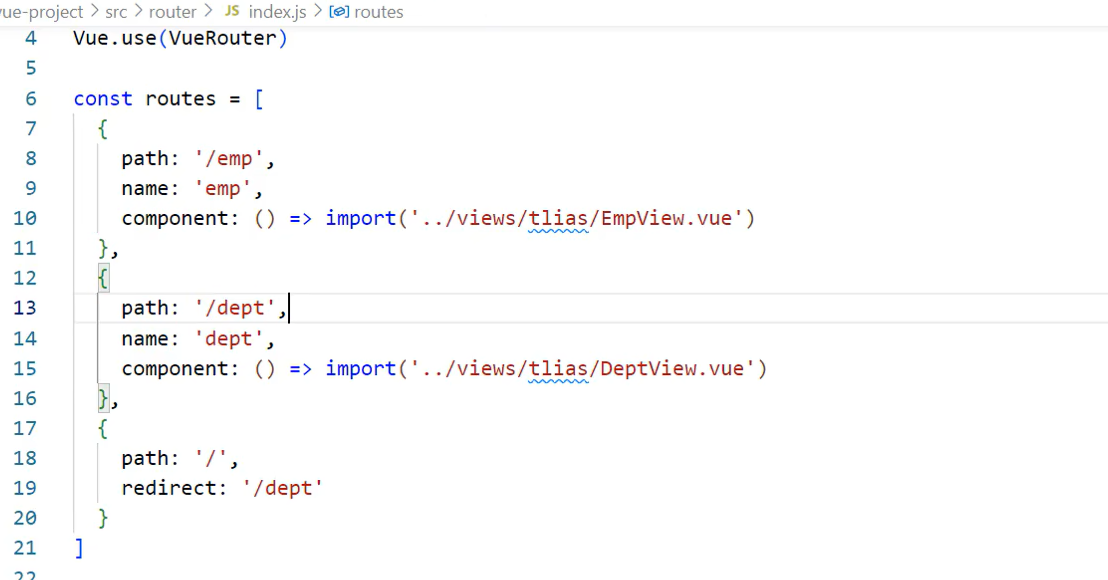 vue-project > src > router > JS index.js > routes
4 Vue.use(VueRouter)
5
6 const routes = [
7 {
8 path: '/emp',
9 name: 'emp',
10 component: () => import('../views/tlias/EmpView.vue')
11 },
12 {
13 path: '/dept',
14 name: 'dept',
15 component: () => import('../views/tlias/DeptView.vue')
16 },
17 {
18 path: '/',
19 redirect: '/dept'
20 }
21 ]
22